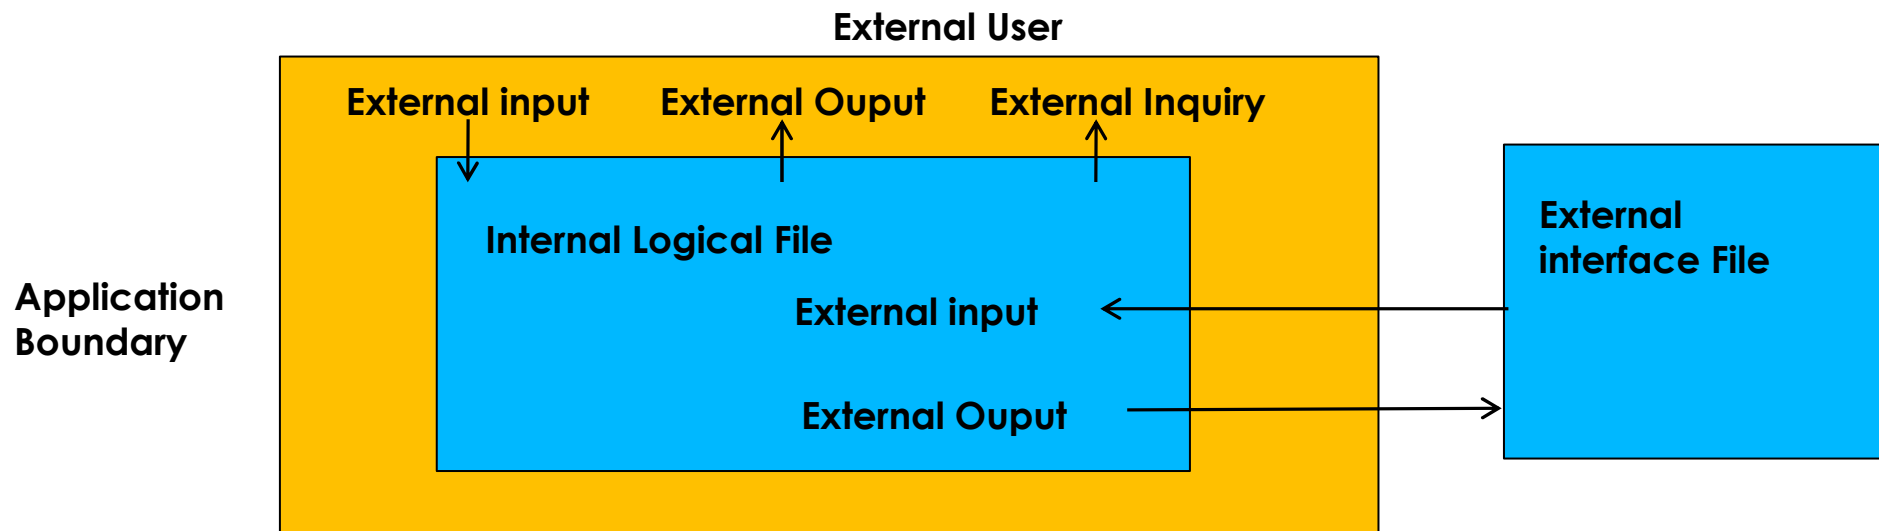 External User
External input
External Ouput
External Inquiry
Internal Logical File
External
interface File
Application
Boundary
External input
External Ouput